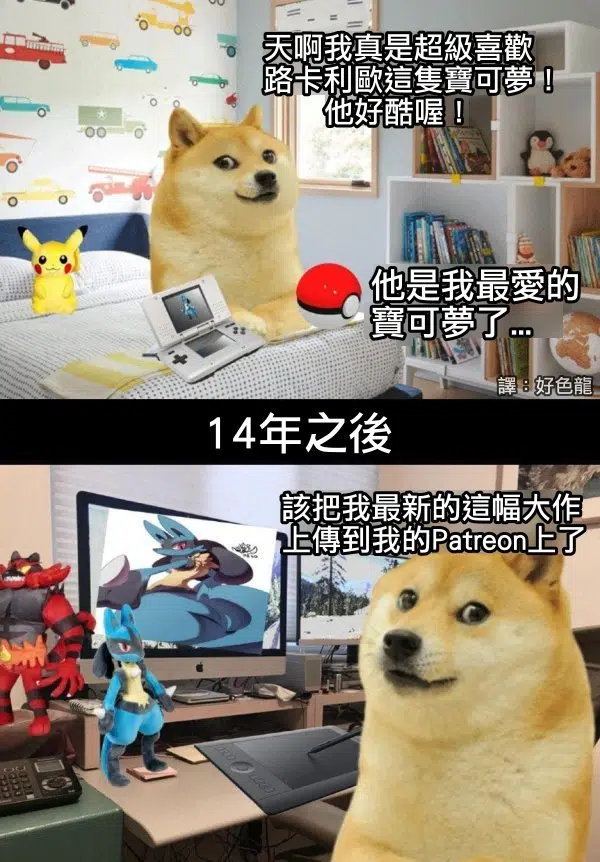 天啊我真是超級喜歡
路卡利歐這隻寶可夢！
他好酷喔！
他是我最愛的
寶可夢了...
譯：好色龍
14年之後
該把我最新的這幅大作
上傳到我的Patreon上了